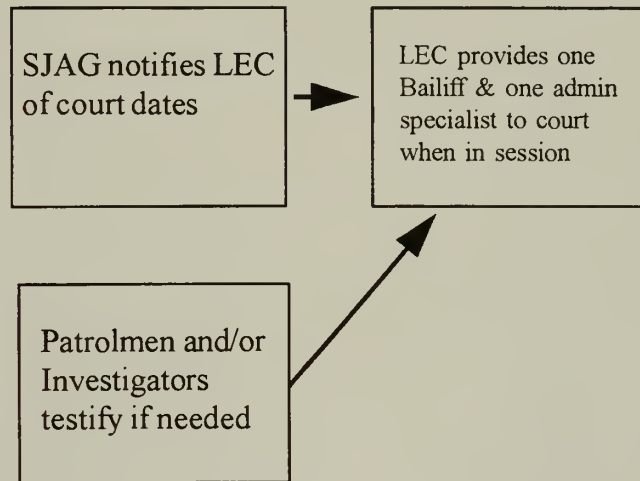 SJAG notifies LEC
of court dates
LEC provides one
Bailiff & one admin
specialist to court
when in session
Patrolmen and/or
Investigators
testify if needed